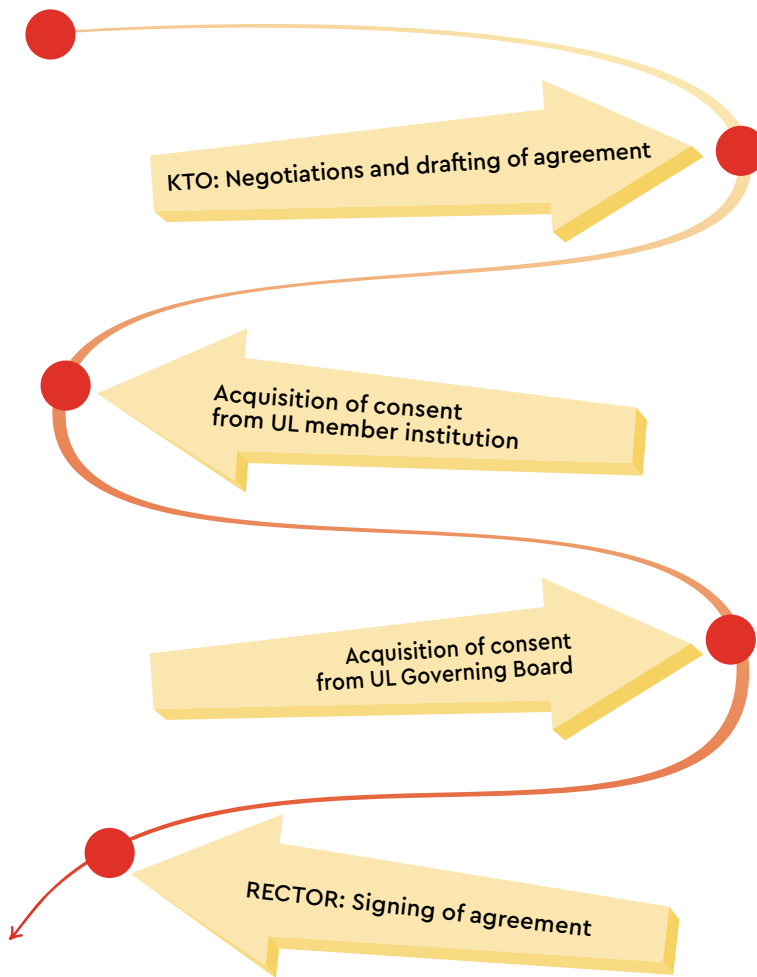 KTO: Negotiations and drafting of agreement
Acquisition of consent
from UL member institution
Acquisition of consent
from UL Governing Board
RECTOR: Signing of agreement